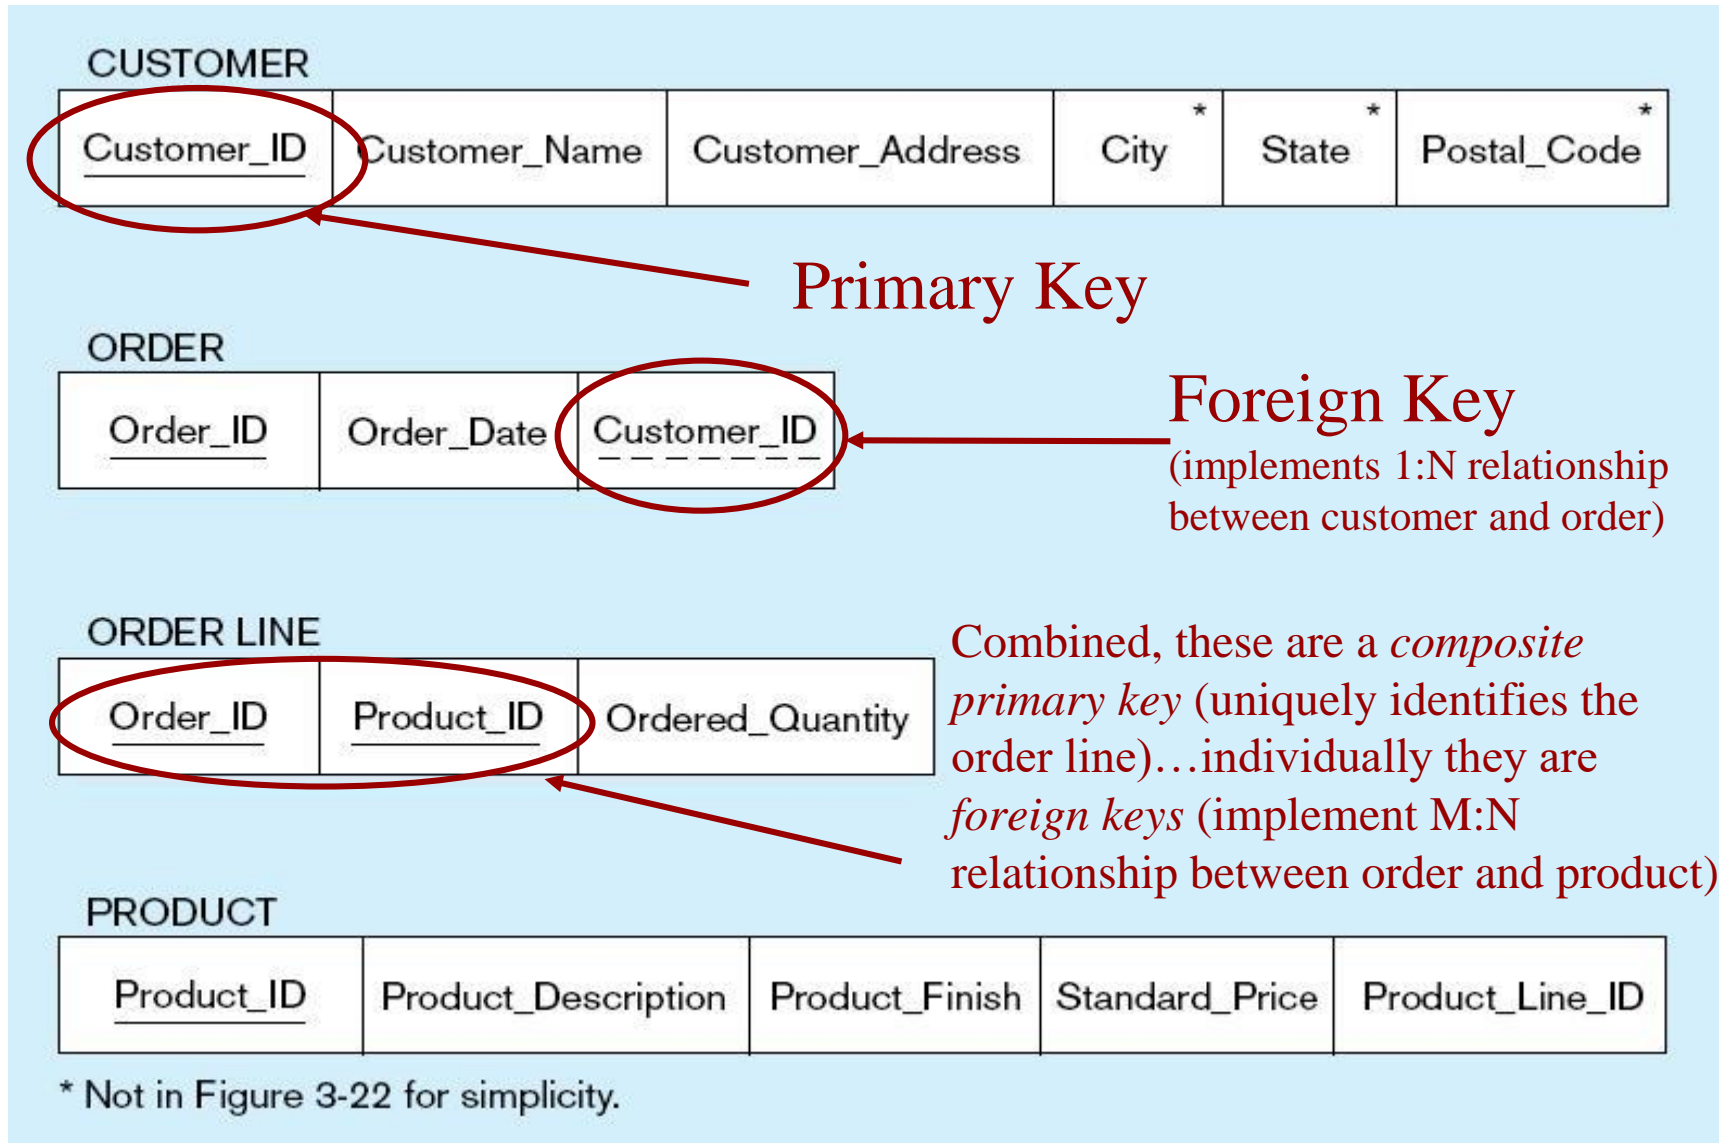 CUSTOMER
Customer_ID Customer_Name Customer_Address City * State * Postal_Code *
Primary Key
ORDER
Order_ID Order_Date Customer_ID
Foreign Key
(implements 1:N relationship
between customer and order)
ORDER LINE
Order_ID Product_ID Ordered_Quantity
Combined, these are a composite
primary key (uniquely identifies the
order line)…individually they are
foreign keys (implement M:N
relationship between order and product)
PRODUCT
Product_ID Product_Description Product_Finish Standard_Price Product_Line_ID
* Not in Figure 3-22 for simplicity.